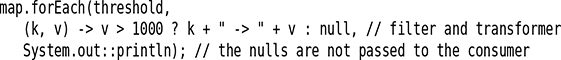 map.forEach(threshold,
(k, v) -> v > 1000 ? k + " -> " + v : null, // filter and transformer
System.out::println); // the nulls are not passed to the consumer